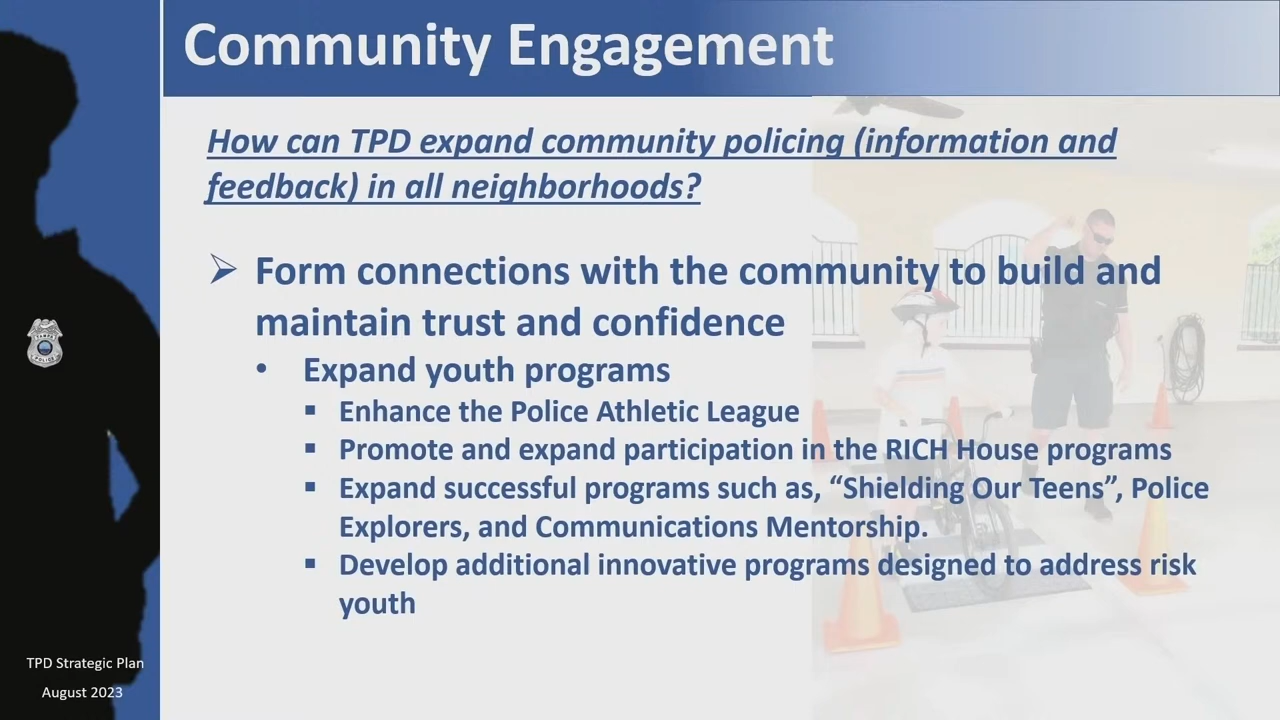 Community Engagement
How can TPD expand community policing (information and
feedback) in all neighborhoods?
➢ Form connections with the community to build and
maintain trust and confidence
• Expand youth programs
▪ Enhance the Police Athletic League
▪ Promote and expand participation in the RICH House programs
▪ Expand successful programs such as, “Shielding Our Teens”, Police
Explorers, and Communications Mentorship.
▪ Develop additional innovative programs designed to address risk
youth
TPD Strategic Plan
August 2023